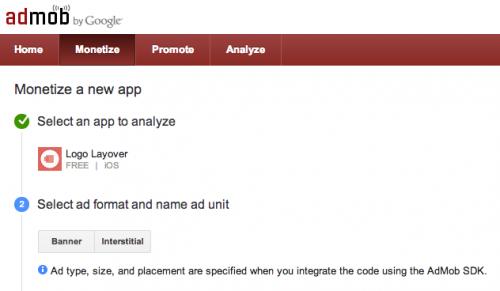 admob by Google
Home Monetize Promote Analyze
Monetize a new app
Select an app to analyze
Logo Layover
FREE | iOS
2 Select ad format and name ad unit
Banner Interstitial
i Ad type, size, and placement are specified when you integrate the code using the AdMob SDK.